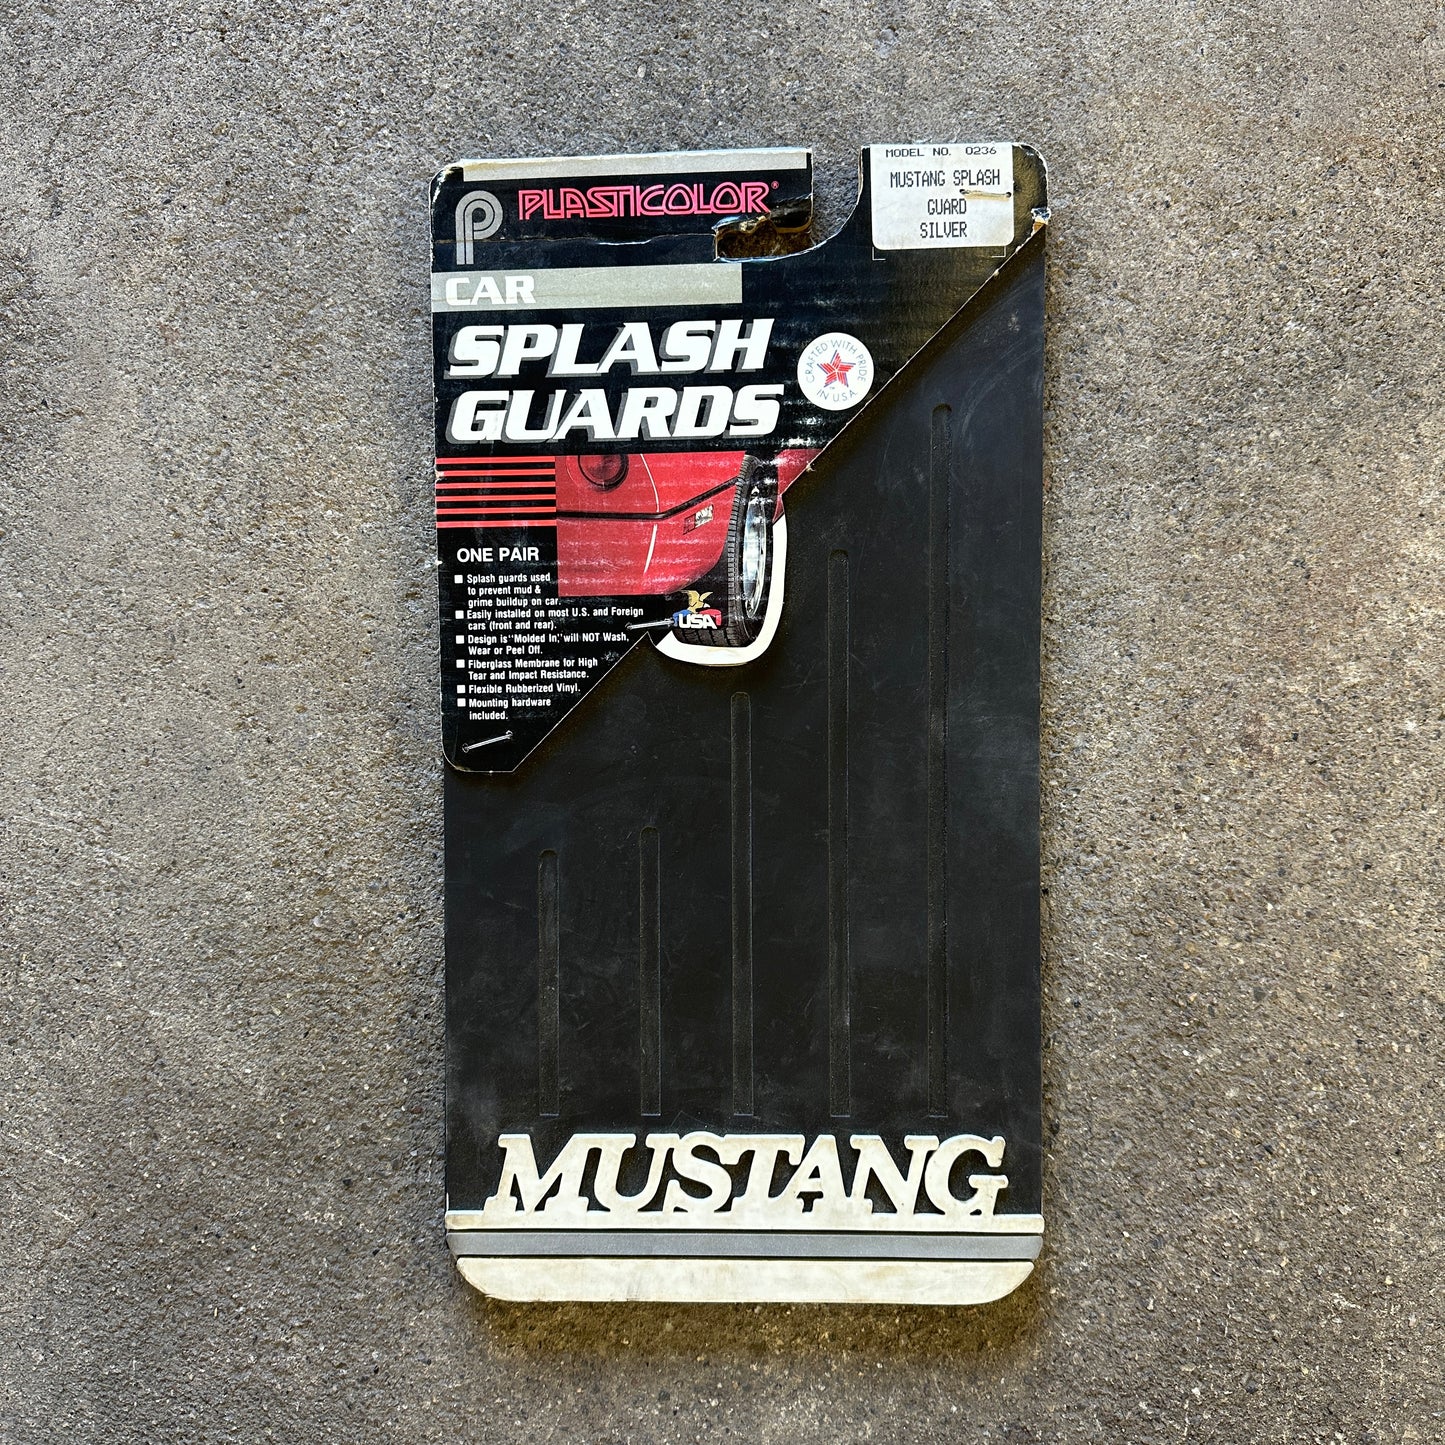 PLASTICOLOR®
MODEL NO. 0236
MUSTANG SPLASH
GUARD
SILVER
CAR
SPLASH
GUARDS
CRAFTED WITH PRIDE
IN U.S.A.
ONE PAIR
Splash guards used
to prevent mud &
grime buildup on car.
Easily installed on most U.S. and Foreign
cars (front and rear).
Design is "Molded In," will NOT Wash,
Wear or Peel Off.
Fiberglass Membrane for High
Tear and Impact Resistance.
Flexible Rubberized Vinyl.
Mounting hardware
included.
USA
MUSTANG